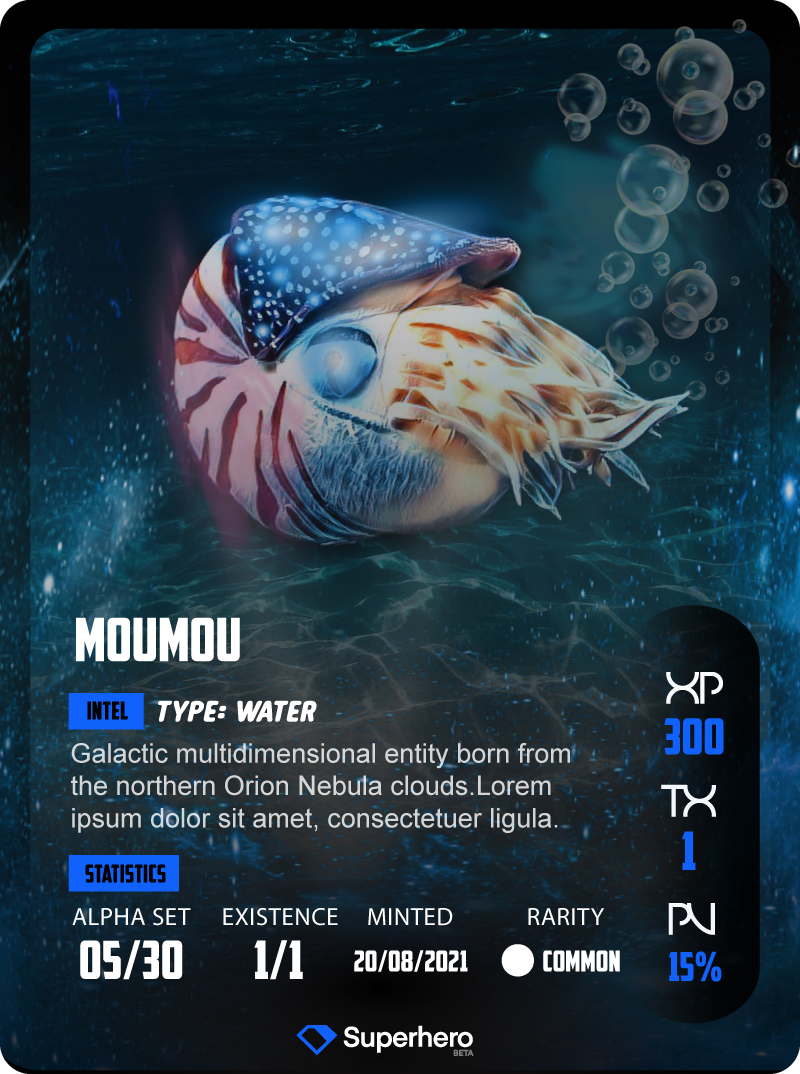 MOUMOU
INTEL TYPE: WATER
Galactic multidimensional entity born from
the northern Orion Nebula clouds.Lorem
ipsum dolor sit amet, consectetuer ligula.
STATISTICS
ALPHA SET EXISTENCE MINTED RARITY
05/30 1/1 20/08/2021 COMMON
XP
300
TX
1
PV
15%
Superhero
BETA